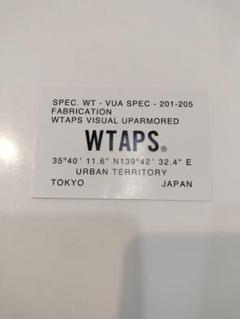 SPEC. WT - VUA SPEC - 201-205
FABRICATION
WTAPS VISUAL UPARMORED
WTAPS®
35°40' 11.6" N139°42' 32.4" E
URBAN TERRITORY
TOKYO JAPAN